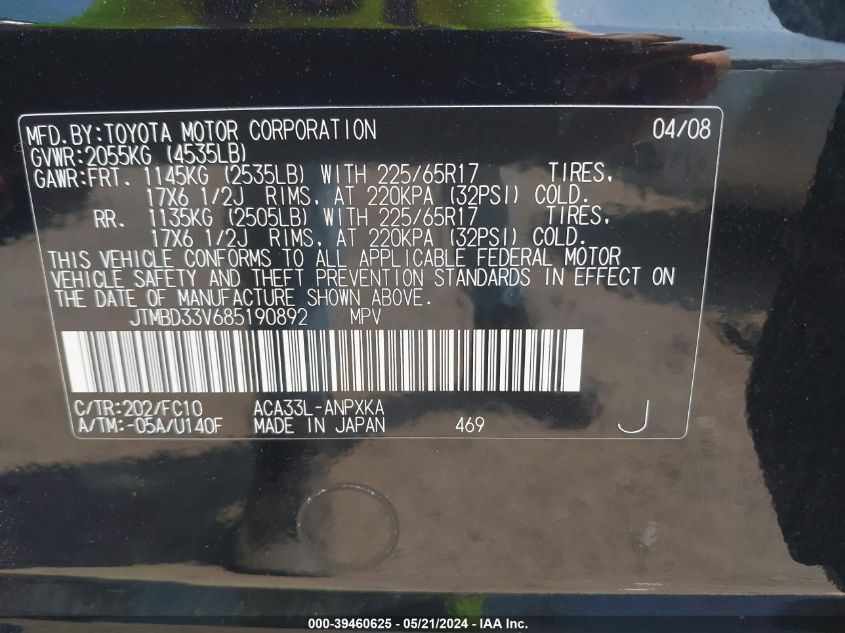 MFD.BY:TOYOTA MOTOR CORPORATION 04/08
GVWR:2055KG (4535LB)
GAWR:FRT. 1145KG (2535LB) WITH 225/65R17 TIRES,
17X6 1/2J RIMS, AT 220KPA (32PSI) COLD.
RR. 1135KG (2505LB) WITH 225/65R17 TIRES,
17X6 1/2J RIMS, AT 220KPA (32PSI) COLD.
THIS VEHICLE CONFORMS TO ALL APPLICABLE FEDERAL MOTOR
VEHICLE SAFETY AND THEFT PREVENTION STANDARDS IN EFFECT ON
THE DATE OF MANUFACTURE SHOWN ABOVE.
JTMBD33V685190892 MPV
C/TR:202/FC10 ACA33L-ANPXKA
A/TM:-05A/U140F MADE IN JAPAN 469 J
000-39460625 - 05/21/2024 - IAA Inc.